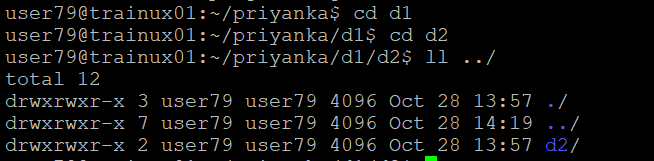 user79@trainux01:~/priyanka$ cd d1
user79@trainux01:~/priyanka/d1$ cd d2
user79@trainux01:~/priyanka/d1/d2$ ll ../
total 12
drwxrwxr-x 3 user79 user79 4096 Oct 28 13:57 ./
drwxrwxr-x 7 user79 user79 4096 Oct 28 14:19 ../
drwxrwxr-x 2 user79 user79 4096 Oct 28 13:57 d2/